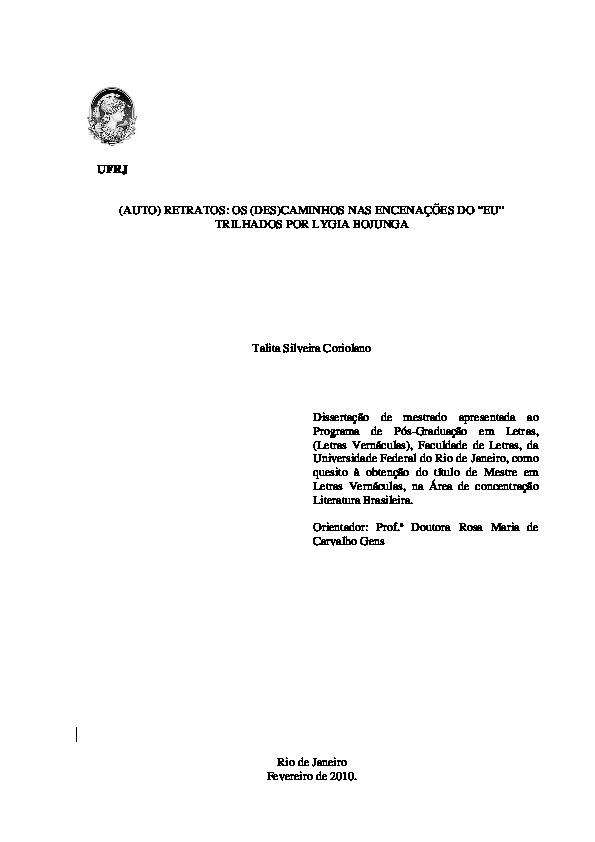 UFRJ
(AUTO) RETRATOS: OS (DES)CAMINHOS NAS ENCENAÇÕES DO "EU"
TRILHADOS POR LYGIA BOJUNGA
Talita Silveira Coriolano
Dissertação de mestrado apresentada ao
Programa de Pós-Graduação em Letras,
(Letras Vernáculas), Faculdade de Letras, da
Universidade Federal do Rio de Janeiro, como
quesito à obtenção do título de Mestre em
Letras Vernáculas, na Área de concentração
Literatura Brasileira.
Orientador: Prof.ª Doutora Rosa Maria de
Carvalho Gens
Rio de Janeiro
Fevereiro de 2010.